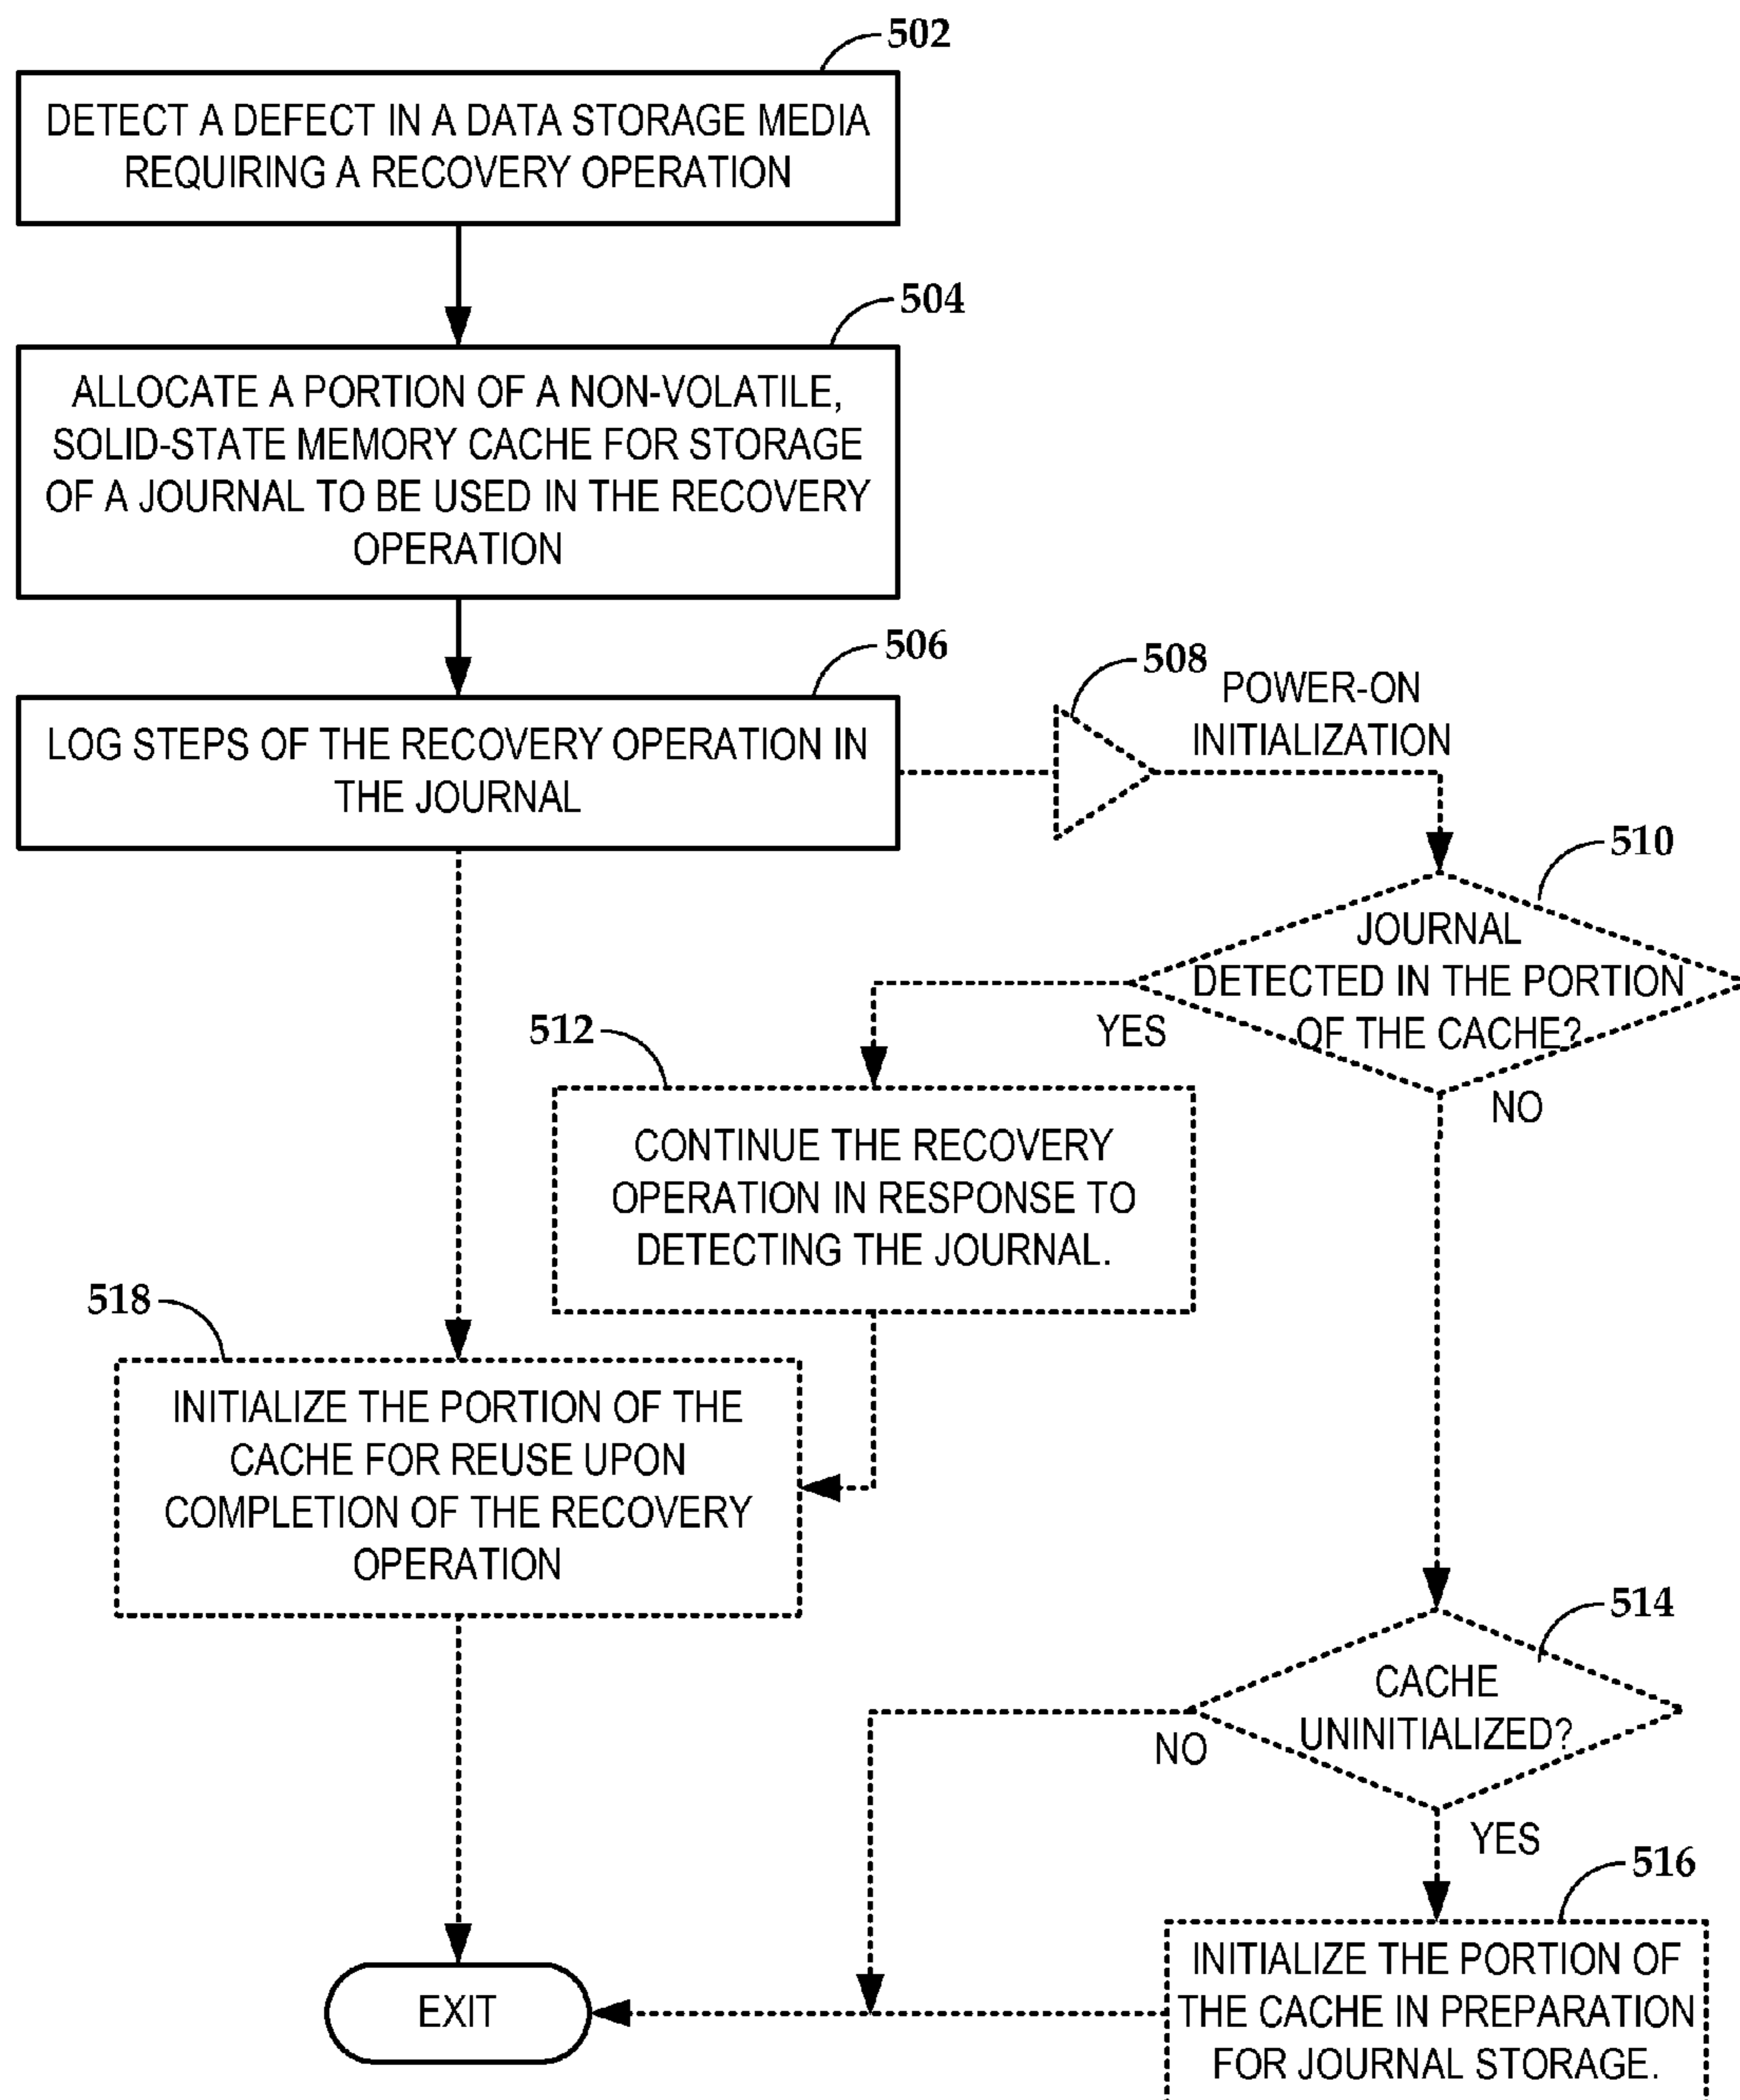 502
DETECT A DEFECT IN A DATA STORAGE MEDIA
REQUIRING A RECOVERY OPERATION
504
ALLOCATE A PORTION OF A NON-VOLATILE,
SOLID-STATE MEMORY CACHE FOR STORAGE
OF A JOURNAL TO BE USED IN THE RECOVERY
OPERATION
506
LOG STEPS OF THE RECOVERY OPERATION IN
THE JOURNAL
508
POWER-ON
INITIALIZATION
510
JOURNAL
DETECTED IN THE PORTION
OF THE CACHE?
YES
NO
512
CONTINUE THE RECOVERY
OPERATION IN RESPONSE TO
DETECTING THE JOURNAL.
518
INITIALIZE THE PORTION OF THE
CACHE FOR REUSE UPON
COMPLETION OF THE RECOVERY
OPERATION
514
CACHE
UNINITIALIZED?
NO
YES
516
INITIALIZE THE PORTION OF
THE CACHE IN PREPARATION
FOR JOURNAL STORAGE.
EXIT